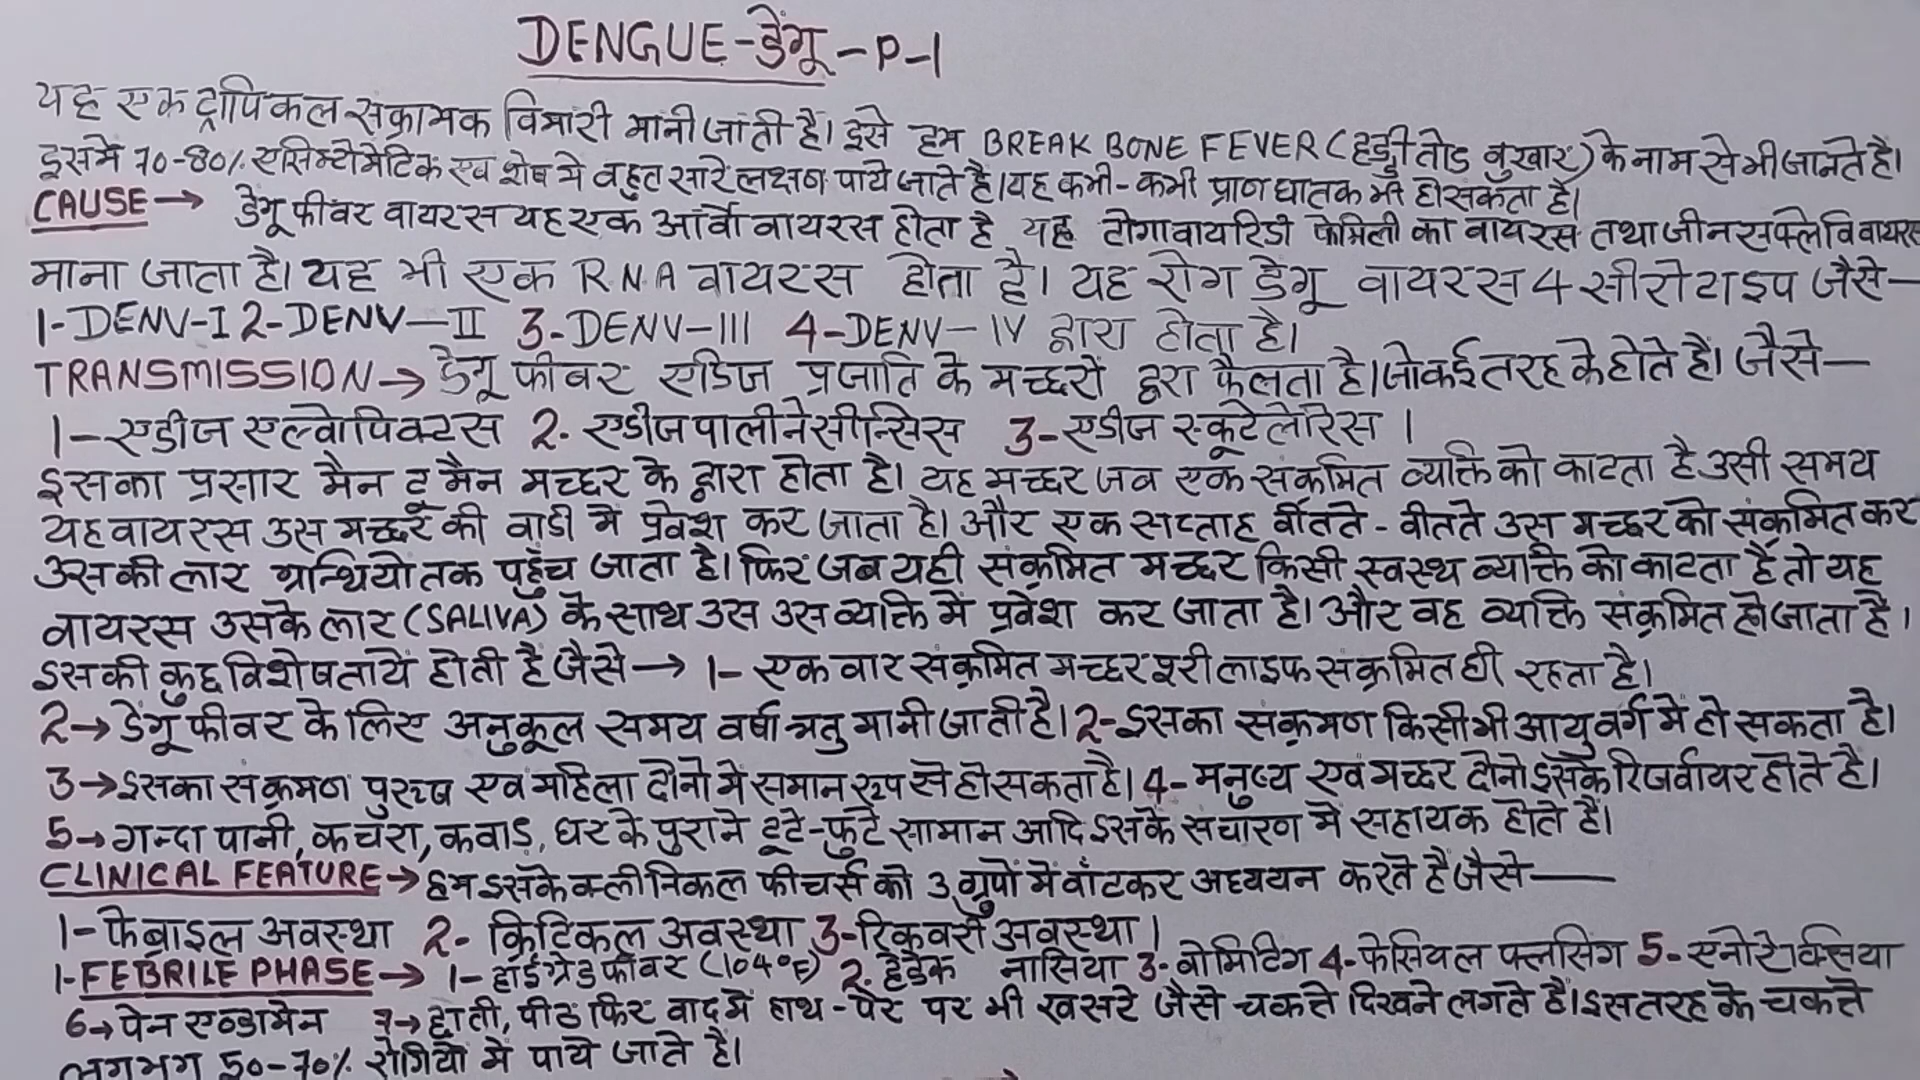 DENGUE-डेंगू-P-1
यह एक ट्रापिकल संक्रामक विमारी मानी जाती है। इसे हम BREAK BONE FEVER (हड्डी तोड बुखार) के नाम से भी जानते है।
इसमे 70-80% एसिम्टोमेटिक एवं शेष मे बहुत सारे लक्षण पाये जाते है। यह कभी-कभी प्राण घातक भी हो सकता है।
CAUSE→ डेंगू फीवर वायरस यह एक आर्वो वायरस होता है यह टोगावायरिडी फेमिली का वायरस तथा जीनस फ्लेविवायरस
माना जाता है। यह भी एक R.N.A वायरस होता है। यह रोग डेंगू वायरस 4 सीरोटाइप जैसे—
1-DENV-I 2-DENV-II 3-DENV-III 4-DENV-IV द्वारा होता है।
TRANSMISSION→ डेंगू फीवर एडिज प्रजाति के मच्छरों द्वरा फैलता है। जो कई तरह के होते हैं। जैसे—
1-एडीज एल्वोपिक्टस 2- एडीज पालीनेसीन्सिस 3-एडीज स्कूटेलेरिस।
इसका प्रसार मैन टू मैन मच्छर के द्वारा होता है। यह मच्छर जब एक संक्रमित व्यक्ति को काटता है उसी समय
यह वायरस उस मच्छर की वाडी में प्रवेश कर जाता है। और एक सप्ताह बीतते-वीतते उस मच्छर को संक्रमित कर
उसकी लार ग्रन्थियो तक पहुँच जाता है। फिर जब यही संक्रमित मच्छर किसी स्वस्थ व्यक्ति को काटता है तो यह
वायरस उसके लार (SALIVA) के साथ उस उस व्यक्ति में प्रवेश कर जाता है। और वह व्यक्ति संक्रमित हो जाता है।
इसकी कुछ विशेषतायें होती हैं जैसे→ 1- एक वार संक्रमित मच्छर इरी लाइफ संक्रमित ही रहता है।
2→ डेंगू फीवर के लिए अनुकूल समय वर्षा ऋतु मानी जाती है। 2-इसका संक्रमण किसी भी आयु वर्ग में हो सकता है।
3→इसका संक्रमण पुरूष एवं महिला दोनो मे समान रूप से हो सकता है। 4-मनुष्य एवं मच्छर दोनो इसके रिजर्वायर होते है।
5→ गन्दा पानी, कचरा, कवाड़, घर के पुराने टूटे-फुटे सामान आदि इसके संचारण में सहायक होते हैं।
CLINICAL FEATURE→ हम इसके क्लीनिकल फीचर्स को 3 ग्रुपों में वाँटकर अध्ययन करते हैं जैसे—
1-फेब्राइल अवस्था 2- क्रिटिकल अवस्था 3-रिकवरी अवस्था।
1-FEBRILE PHASE→ 1-हाईग्रेड फीवर (104°F) 2. हैडेक नासिया 3-वोमिटिंग 4-फेसियल फ्लसिंग 5-एनोरेक्सिया
6→पेन एब्डामेन 7→ छाती, पीठ फिर वाद में हाथ-पैर पर भी खसरे जैसे चकत्ते दिखने लगते हैं। इस तरह के चकत्ते
लगभग 50-70% रोगियों में पाये जाते है।